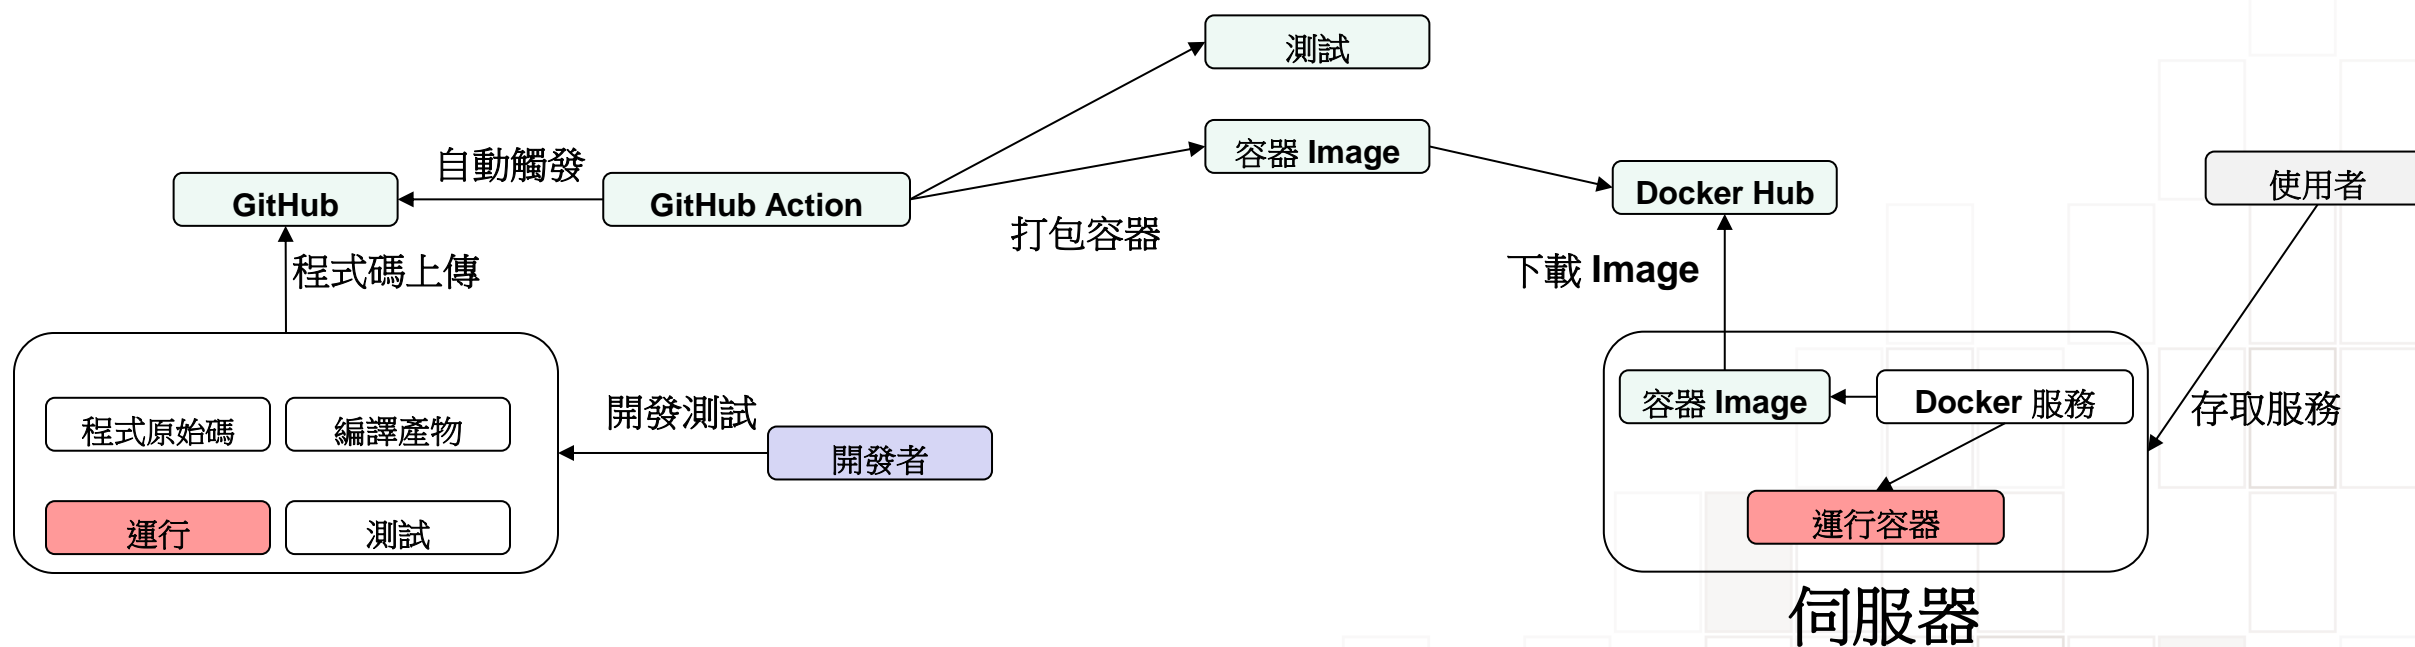 測試
容器 Image
自動觸發
GitHub
GitHub Action
Docker Hub
使用者
打包容器
程式碼上傳
下載 Image
程式原始碼
編譯產物
開發測試
開發者
容器 Image
Docker 服務
存取服務
運行
測試
運行容器
伺服器